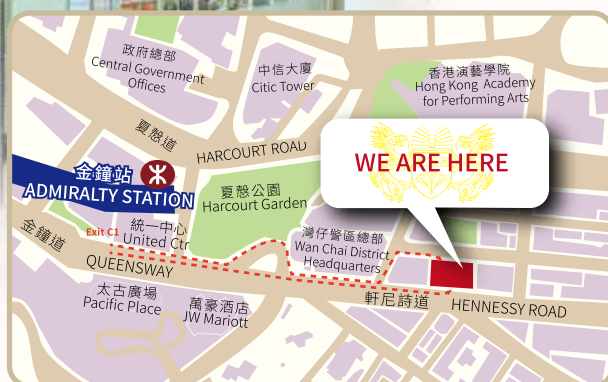 政府總部
Central Government
Offices
中信大廈
Citic Tower
香港演藝學院
Hong Kong Academy
for Performing Arts
夏慤道
HARCOURT ROAD
WE ARE HERE
金鐘站
ADMIRALTY STATION
夏慤公園
Harcourt Garden
金鐘道
Exit C1
統一中心
United Ctr
灣仔警區總部
Wan Chai District
Headquarters
QUEENSWAY
太古廣場
Pacific Place
萬豪酒店
JW Mariott
軒尼詩道
HENNESSY ROAD